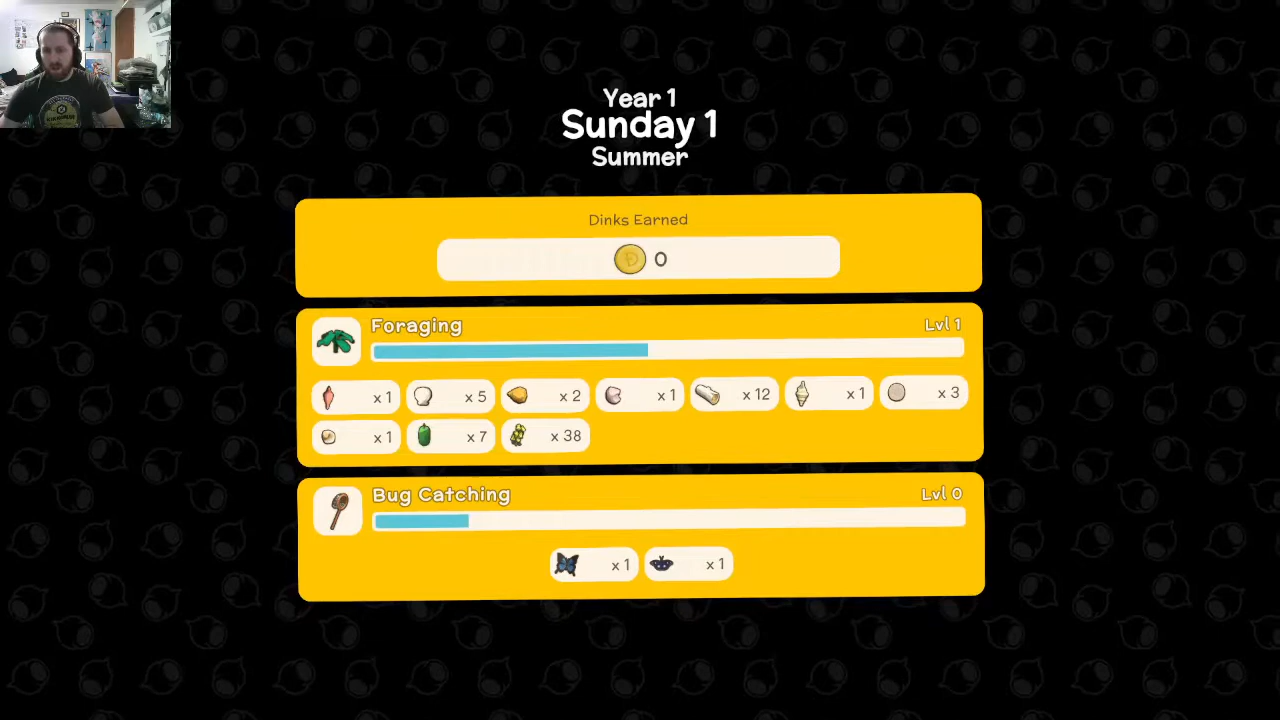 Year 1
Sunday 1
Summer
Dinks Earned
0
Foraging Lvl 1
x 1 x 5 x 2 x 1 x 12 x 1 x 3
x 1 x 7 x 38
Bug Catching Lvl 0
x 1 x 1